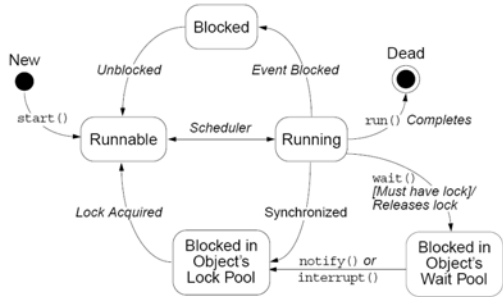 Blocked
New
Dead
Unblocked
Event Blocked
start()
Runnable
Scheduler
Running
run() Completes
wait()
[Must have lock]/
Releases lock
Lock Acquired
Synchronized
Blocked in
Object's
Lock Pool
notify() or
interrupt()
Blocked in
Object's
Wait Pool